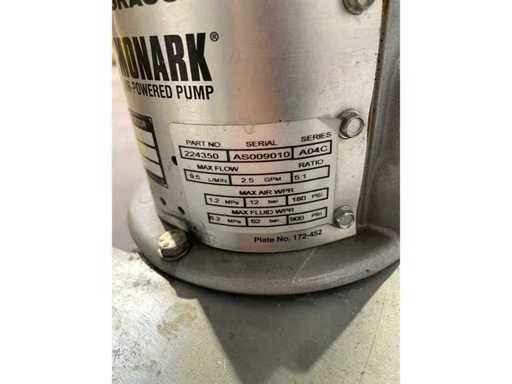 MONARK®
-POWERED PUMP
PART NO. SERIAL SERIES
224350 AS009010 A04C
MAX FLOW RATIO
9.5 L/MIN 2.5 GPM 5:1
MAX AIR WPR
1.2 MPa 12 bar 180 PSI
MAX FLUID WPR
6.2 MPa 62 bar 900 PSI
Plate No. 172-452